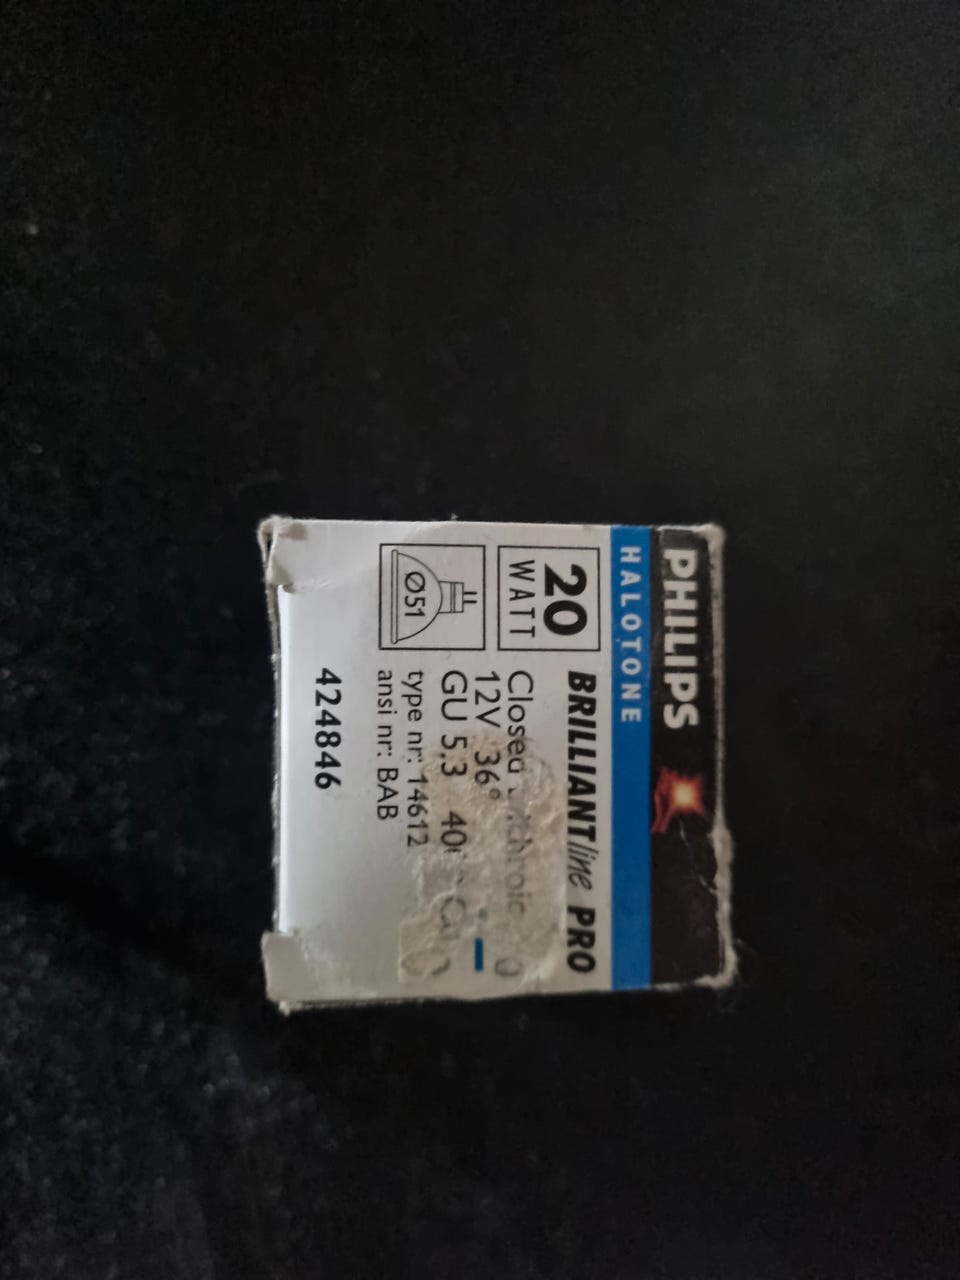 PHILIPS
HALOTONE
20
WATT
BRILLIANTline PRO
Closed
12V 36°
GU 5.3
type nr: 14612
ansi nr: BAB
Ø51
424846